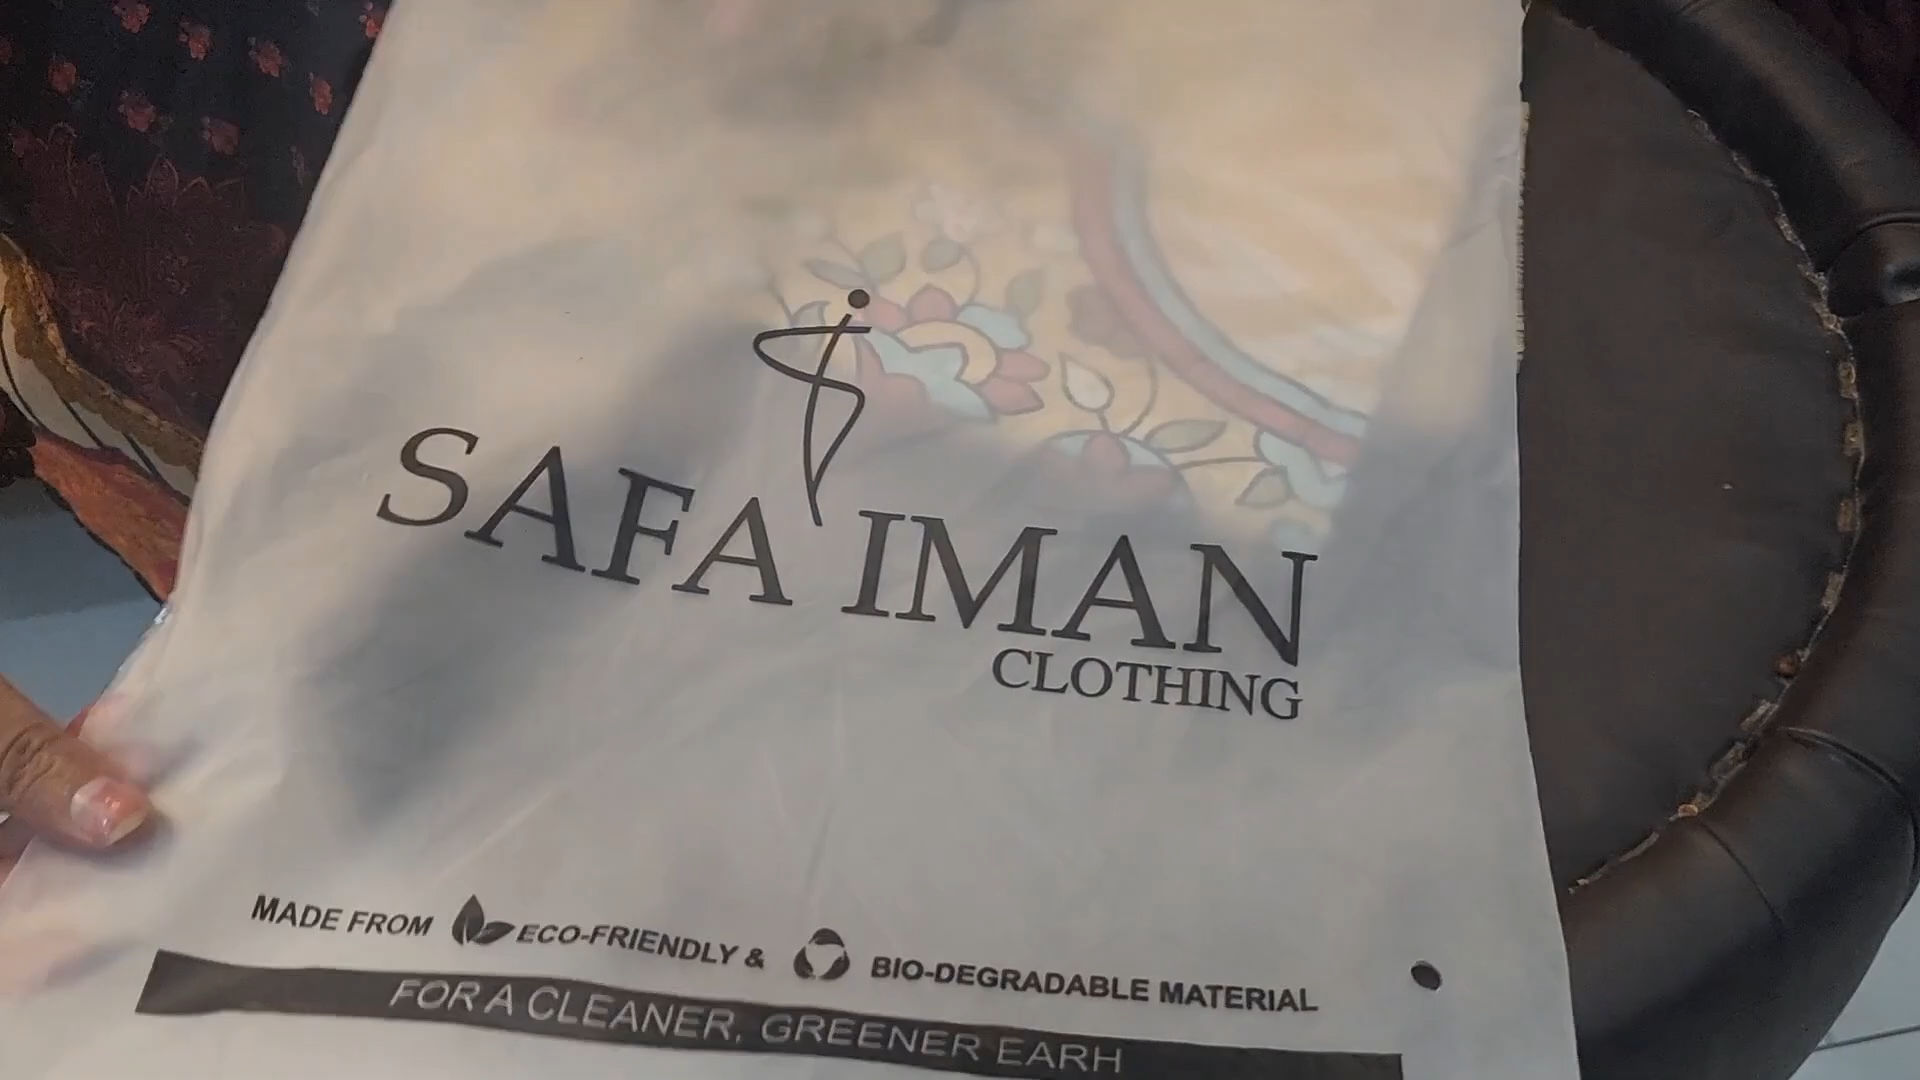 SAFA IMAN
CLOTHING
MADE FROM ECO-FRIENDLY & BIO-DEGRADABLE MATERIAL
FOR A CLEANER, GREENER EARH